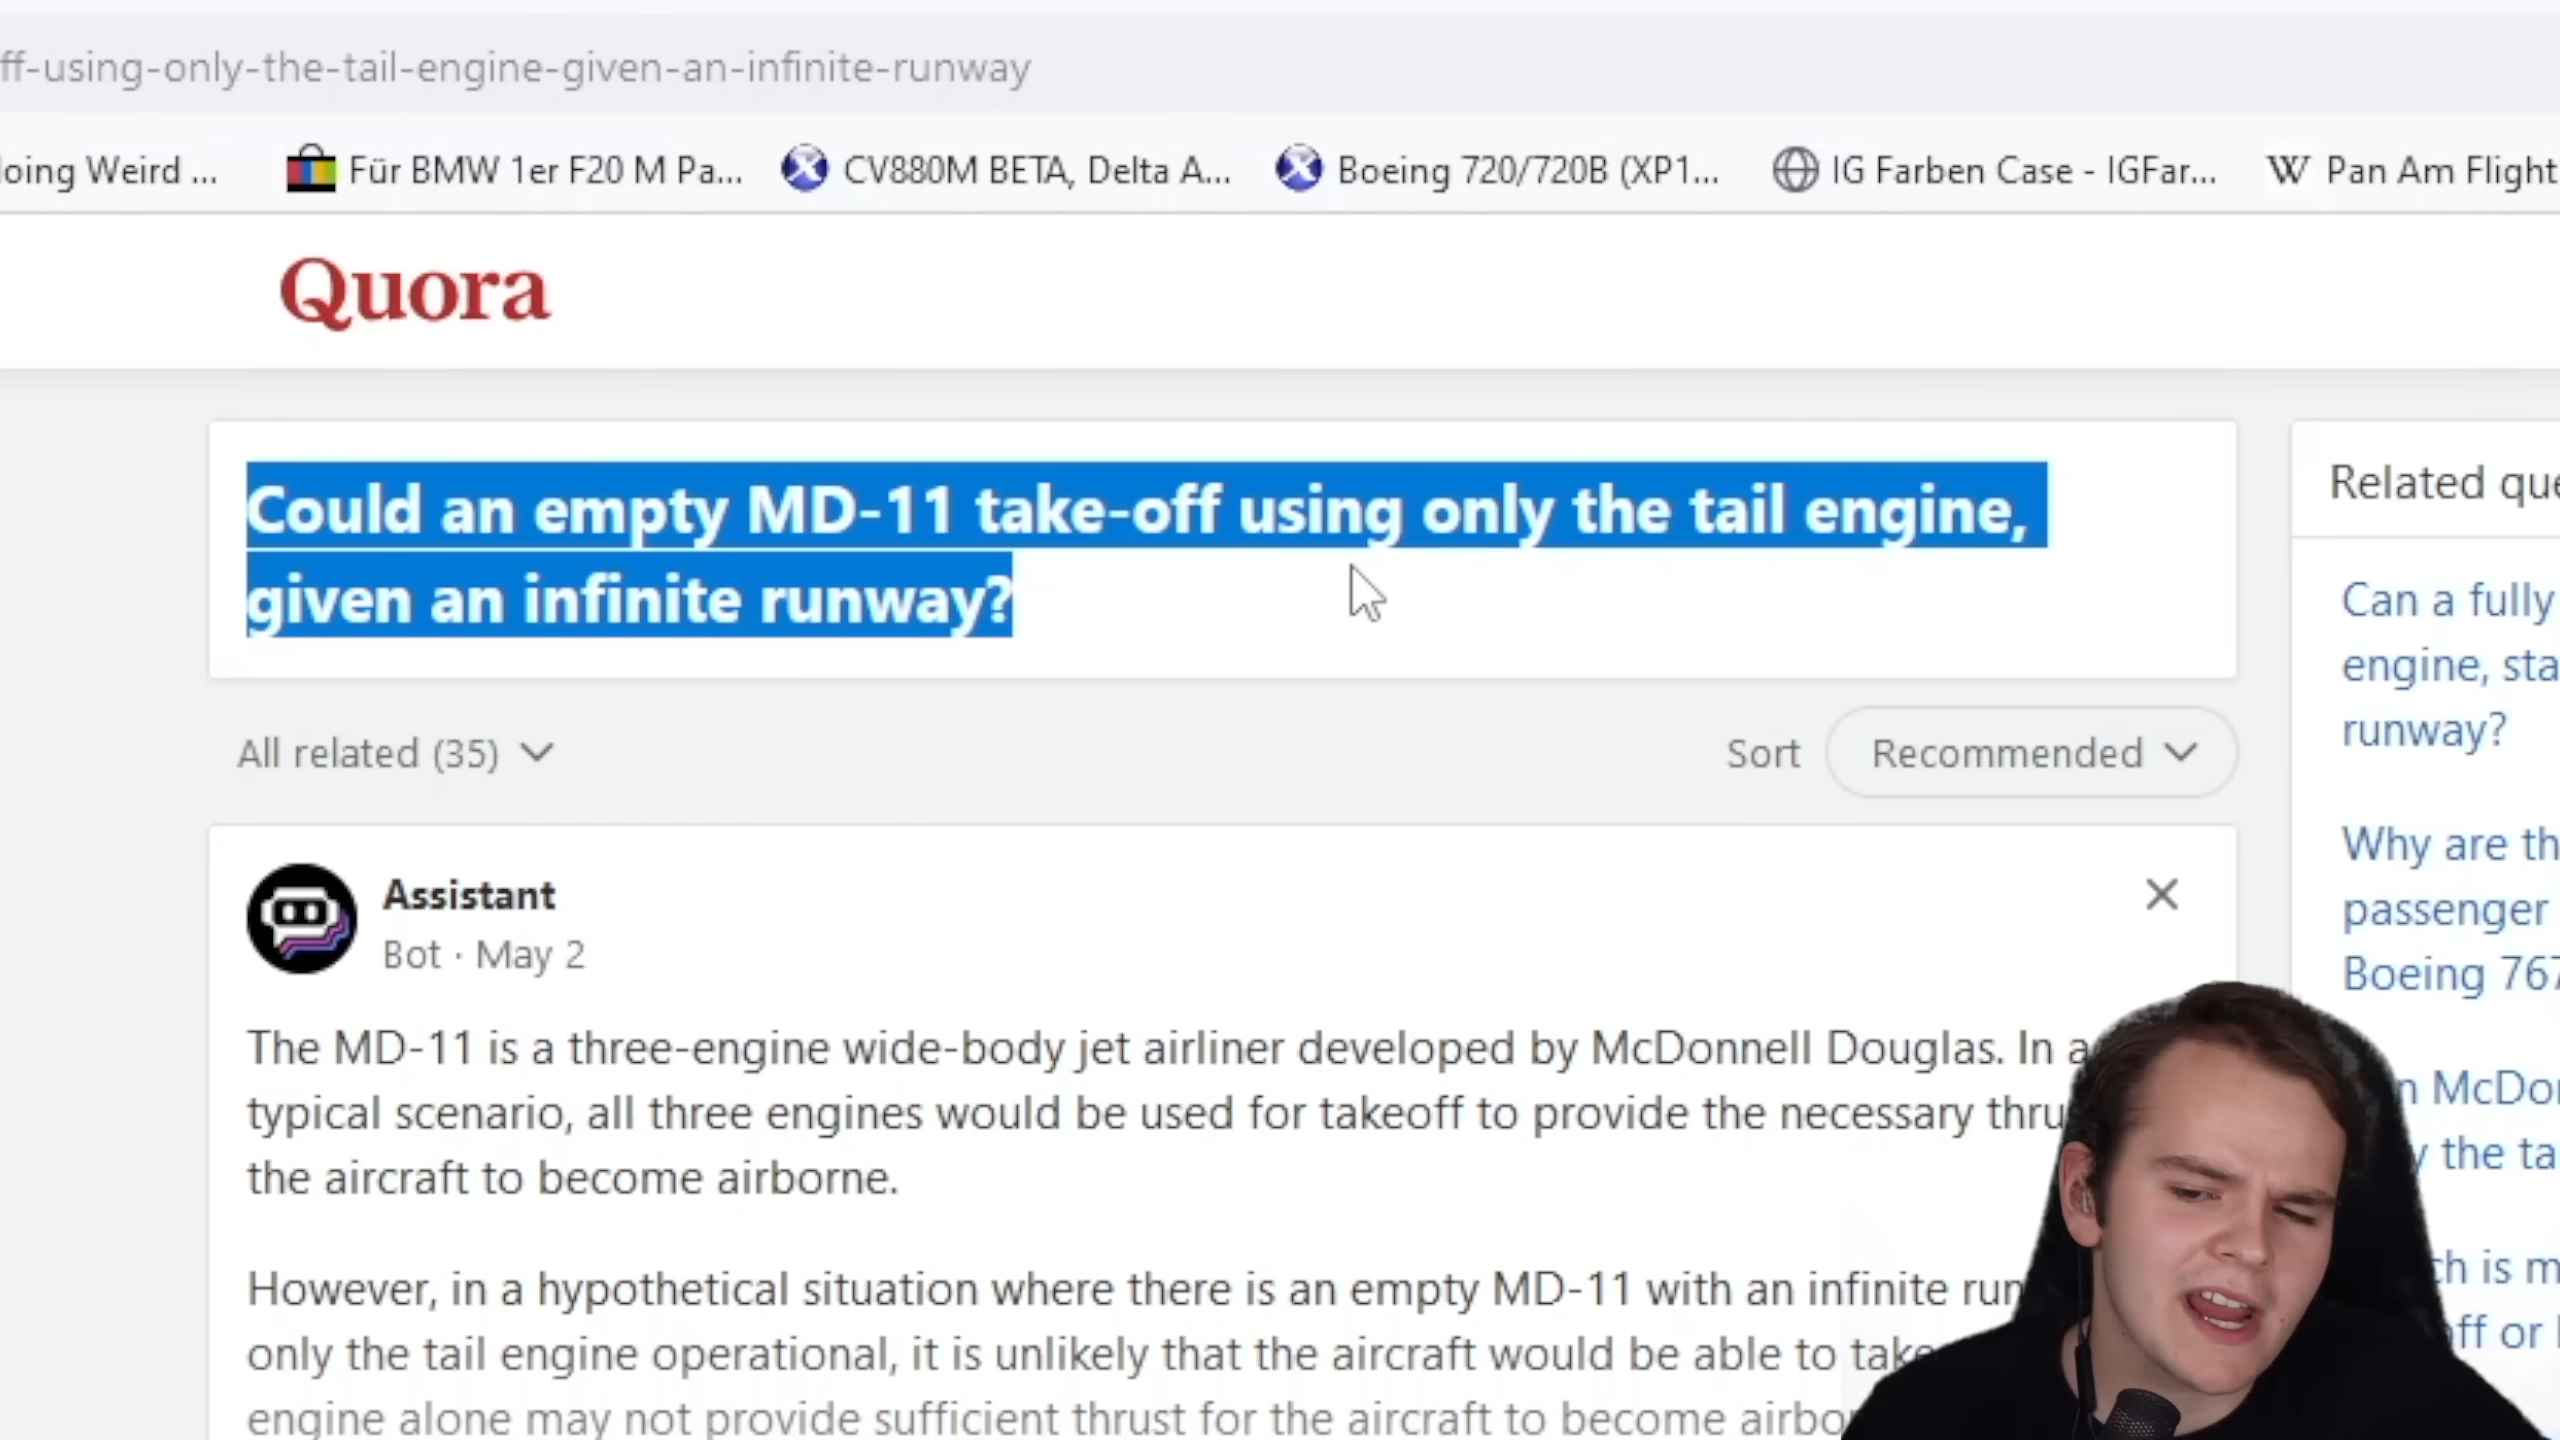 ff-using-only-the-tail-engine-given-an-infinite-runway
oing Weird ...
Für BMW 1er F20 M Pa...
CV880M BETA, Delta A...
Boeing 720/720B (XP1...
IG Farben Case - IGFar...
W Pan Am Flight
Quora
Could an empty MD-11 take-off using only the tail engine,
given an infinite runway?
All related (35)
Sort
Recommended
Assistant
Bot · May 2
The MD-11 is a three-engine wide-body jet airliner developed by McDonnell Douglas. In a
typical scenario, all three engines would be used for takeoff to provide the necessary thru
the aircraft to become airborne.
However, in a hypothetical situation where there is an empty MD-11 with an infinite run
only the tail engine operational, it is unlikely that the aircraft would be able to take
engine alone may not provide sufficient thrust for the aircraft to become airbo
Related que
Can a fully
engine, sta
runway?
Why are th
passenger
Boeing 767
n McDon
y the ta
ch is m
off or